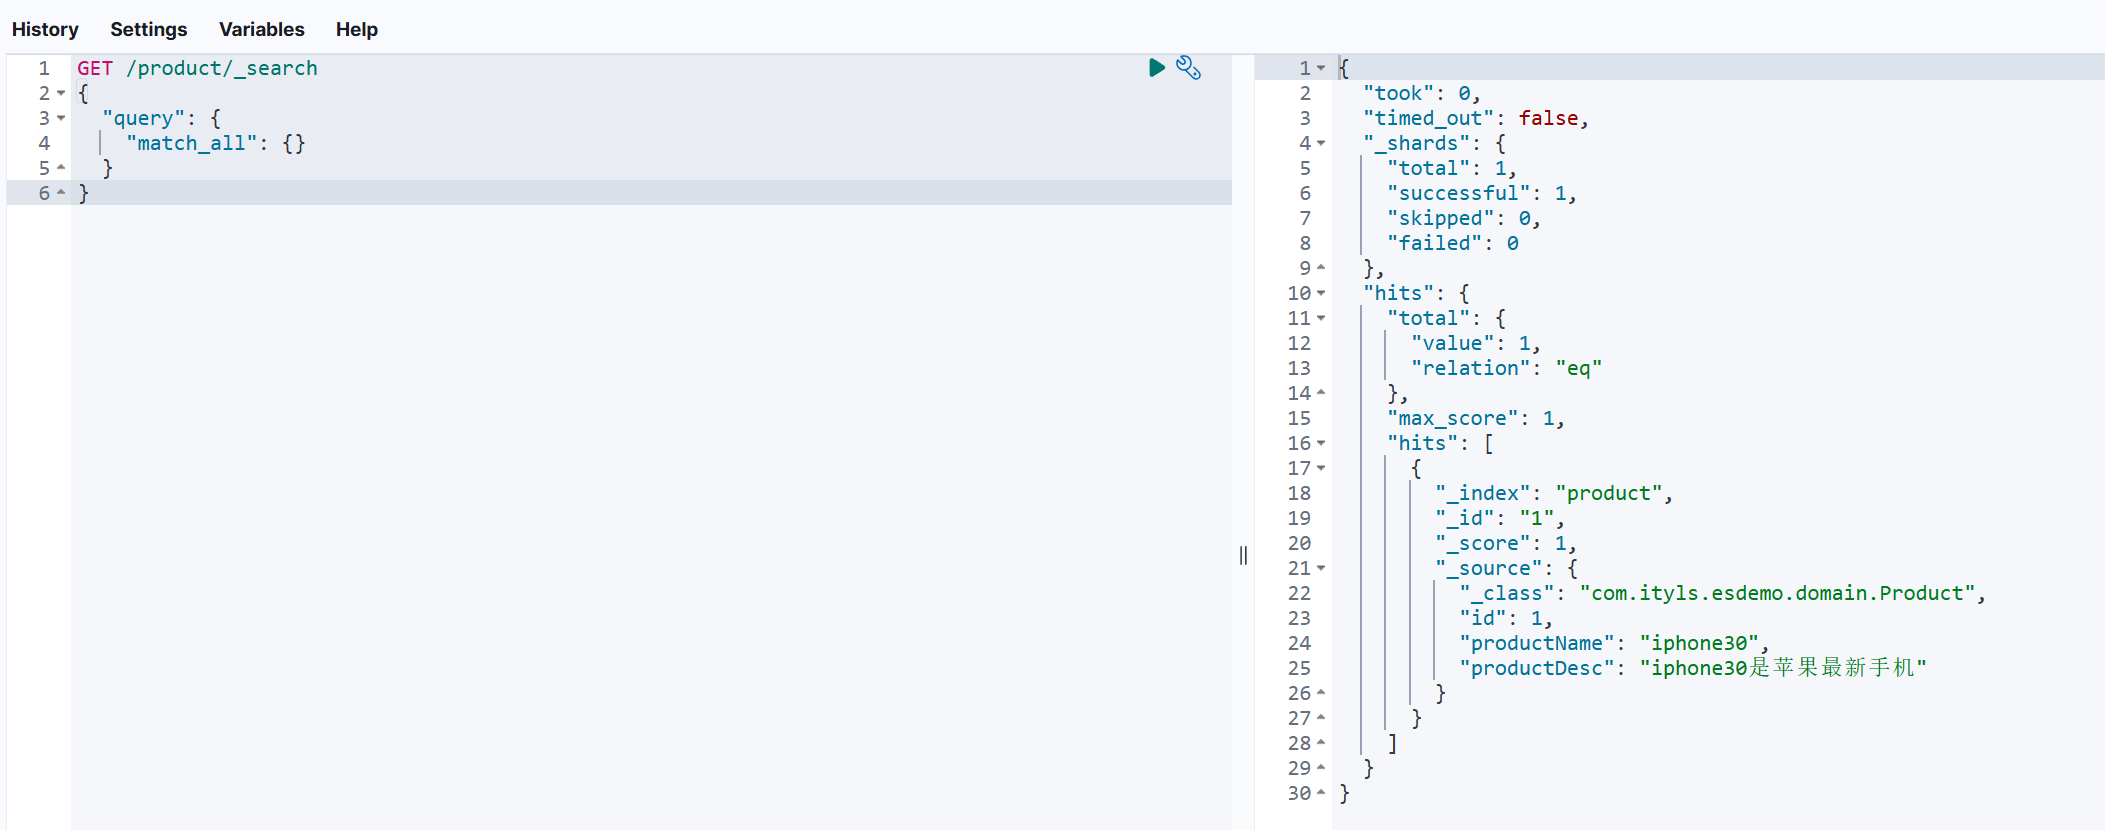 History Settings Variables Help
1 GET /product/_search
2 {
3 "query": {
4 "match_all": {}
5 }
6 }
1 {
2 "took": 0,
3 "timed_out": false,
4 "_shards": {
5 "total": 1,
6 "successful": 1,
7 "skipped": 0,
8 "failed": 0
9 },
10 "hits": {
11 "total": {
12 "value": 1,
13 "relation": "eq"
14 },
15 "max_score": 1,
16 "hits": [
17 {
18 "_index": "product",
19 "_id": "1",
20 "_score": 1,
21 "_source": {
22 "_class": "com.ityls.esdemo.domain.Product",
23 "id": 1,
24 "productName": "iphone30",
25 "productDesc": "iphone30是苹果最新手机"
26 }
27 }
28 ]
29 }
30 }